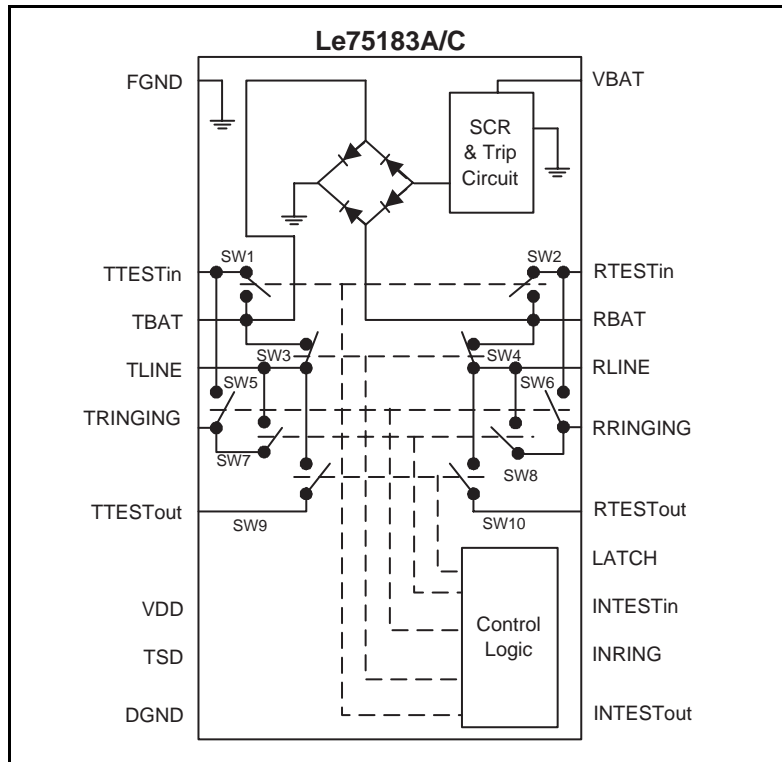 Le75183A/C
FGND
VBAT
SCR
& Trip
Circuit
SW1
SW2
TTESTin
RTESTin
TBAT
RBAT
SW3
SW4
TLINE
RLINE
SW5
SW6
TRINGING
RRINGING
SW7
SW8
TTESTout
RTESTout
SW9
SW10
LATCH
VDD
INTESTin
Control
Logic
TSD
INRING
DGND
INTESTout